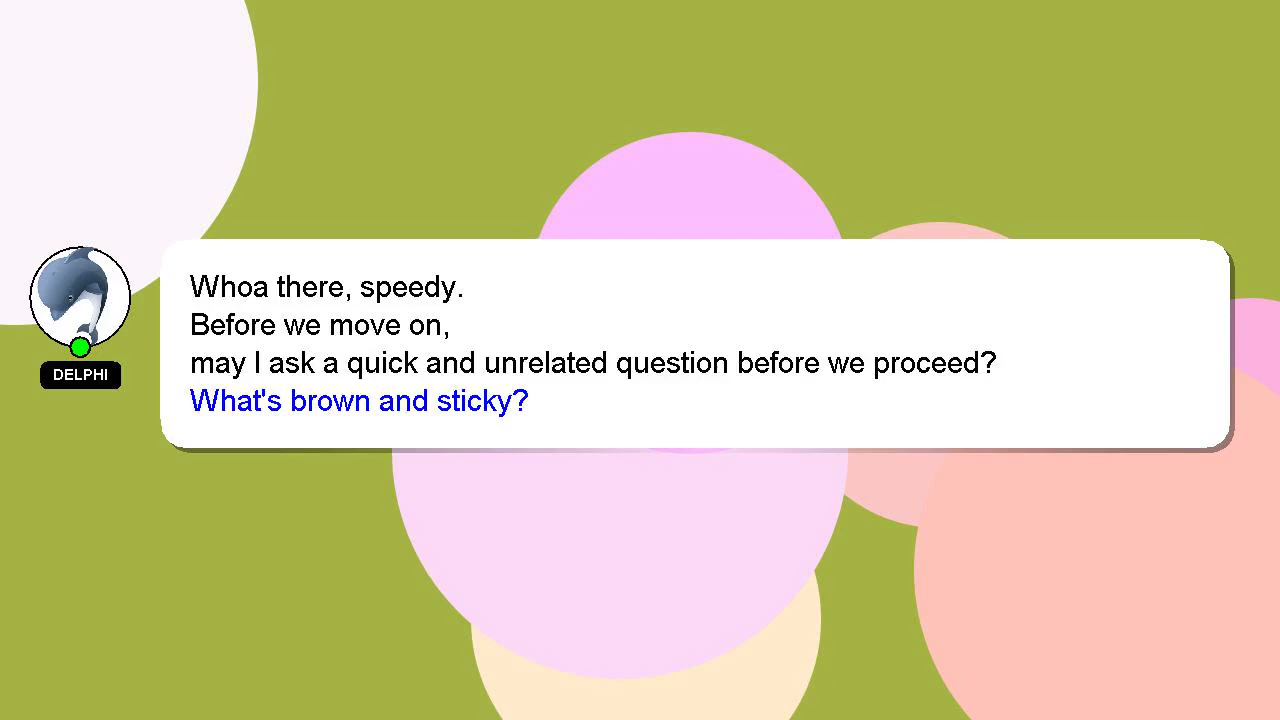 Whoa there, speedy.
Before we move on,
may I ask a quick and unrelated question before we proceed?
What's brown and sticky?
DELPHI